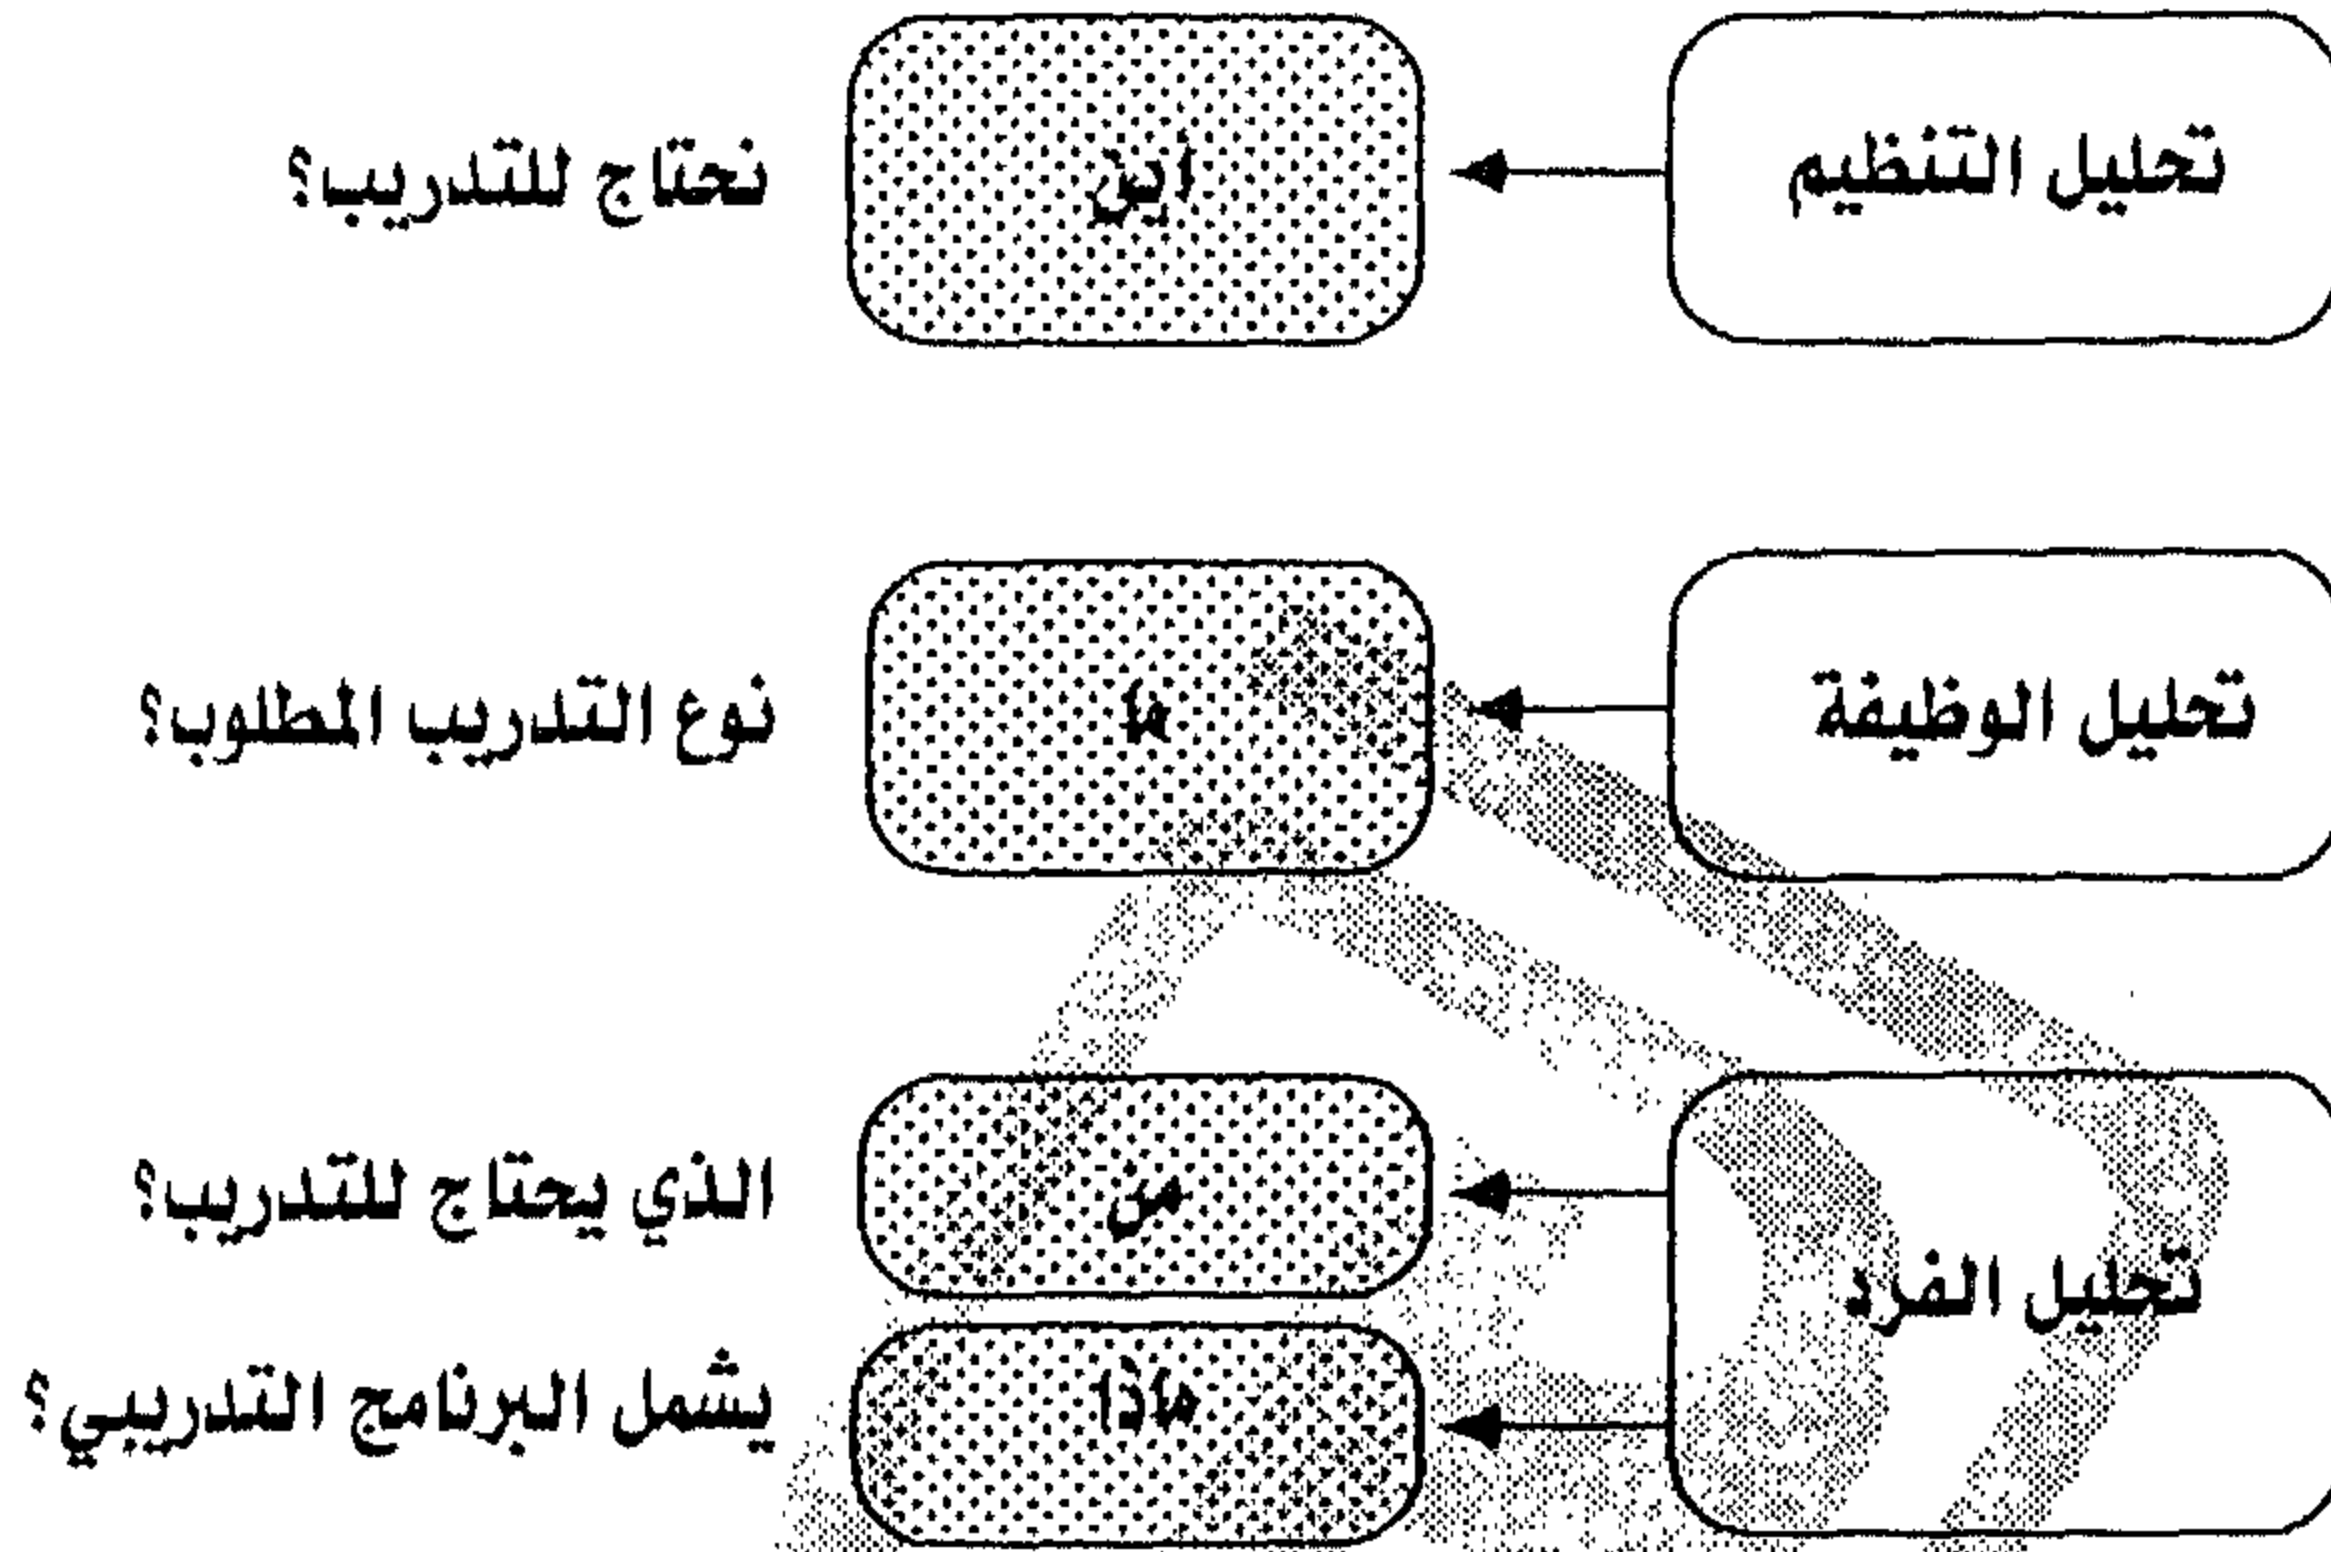 تحليل التنظيم
اين
نحتاج للتدريب؟
تحليل الوظيفة
ما
نوع التدريب المطلوب؟
تحليل الفرد
من
الذي يحتاج للتدريب؟
ماذا
يشمل البرنامج التدريبي؟